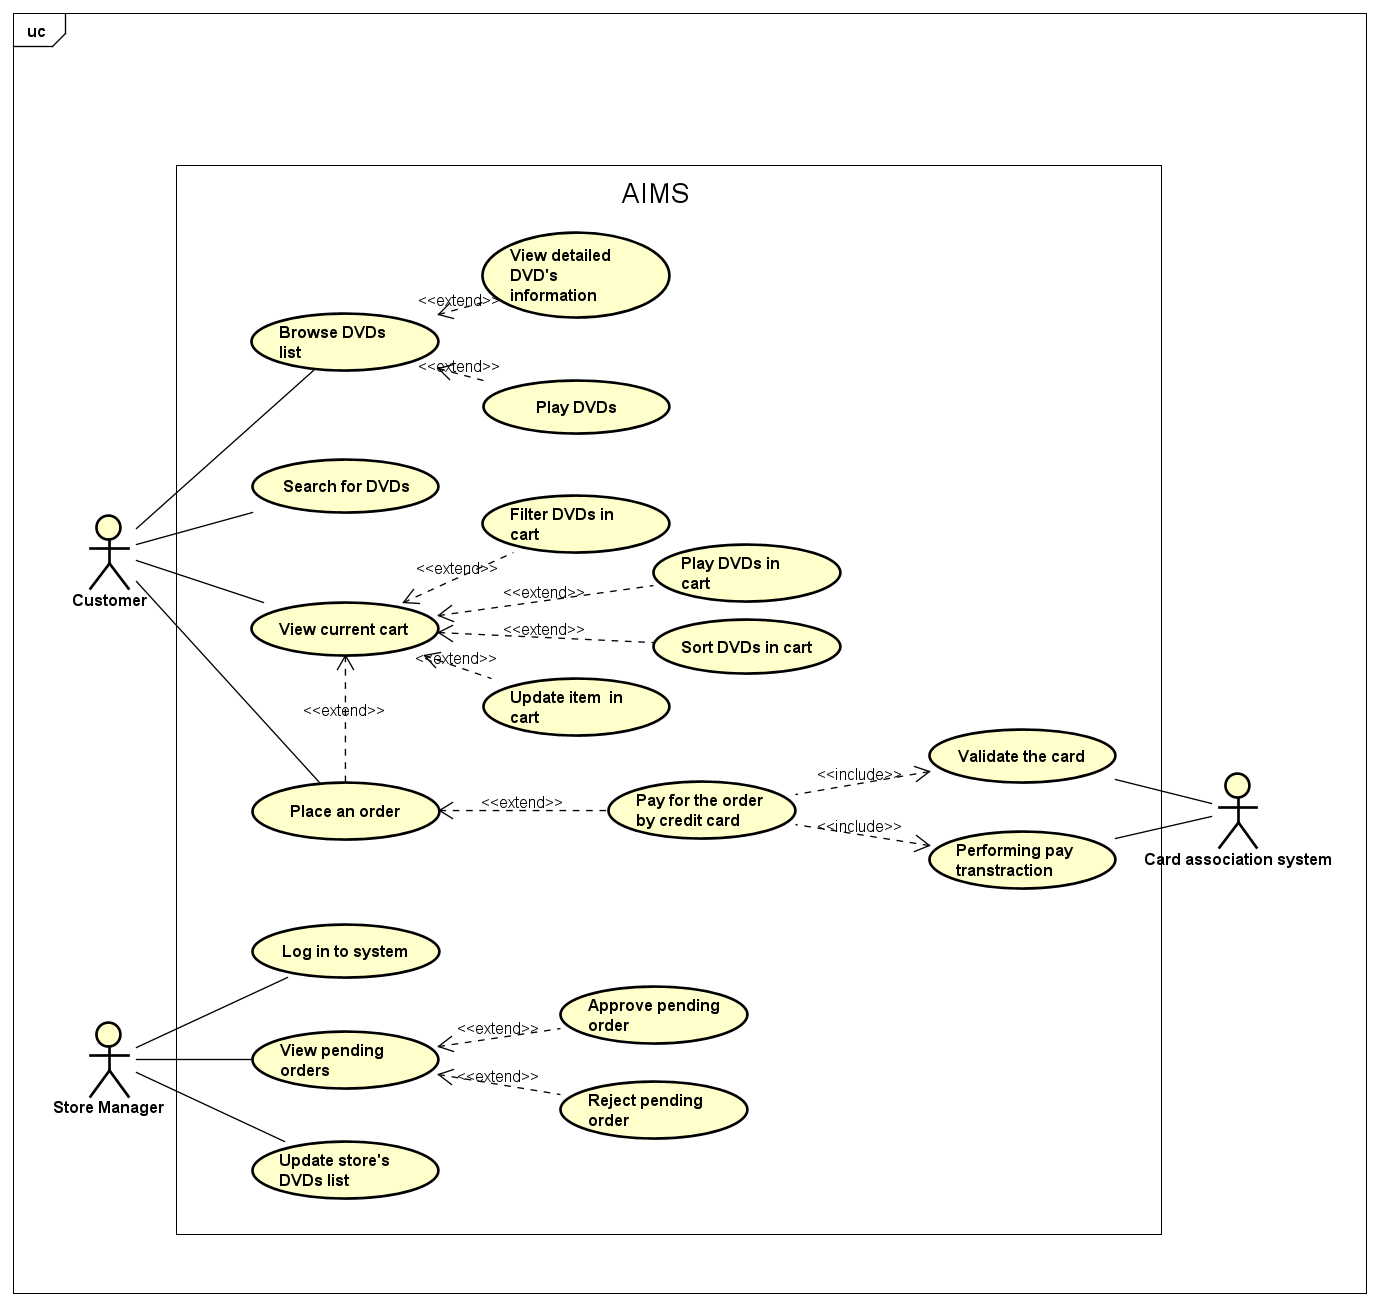 uc
AIMS
View detailed
DVD's
information
<<extend>>
Browse DVDs
list
<<extend>>
Play DVDs
Search for DVDs
Filter DVDs in
cart
<<extend>>
Play DVDs in
cart
<<extend>>
Customer
View current cart
<<extend>>
Sort DVDs in cart
<<extend>>
Update item  in
cart
<<extend>>
Validate the card
<<include>>
Place an order
<<extend>>
Pay for the order
by credit card
<<include>>
Performing pay
transtraction
Card association system
Log in to system
Approve pending
order
<<extend>>
View pending
orders
<<extend>>
Reject pending
order
Store Manager
Update store's
DVDs list